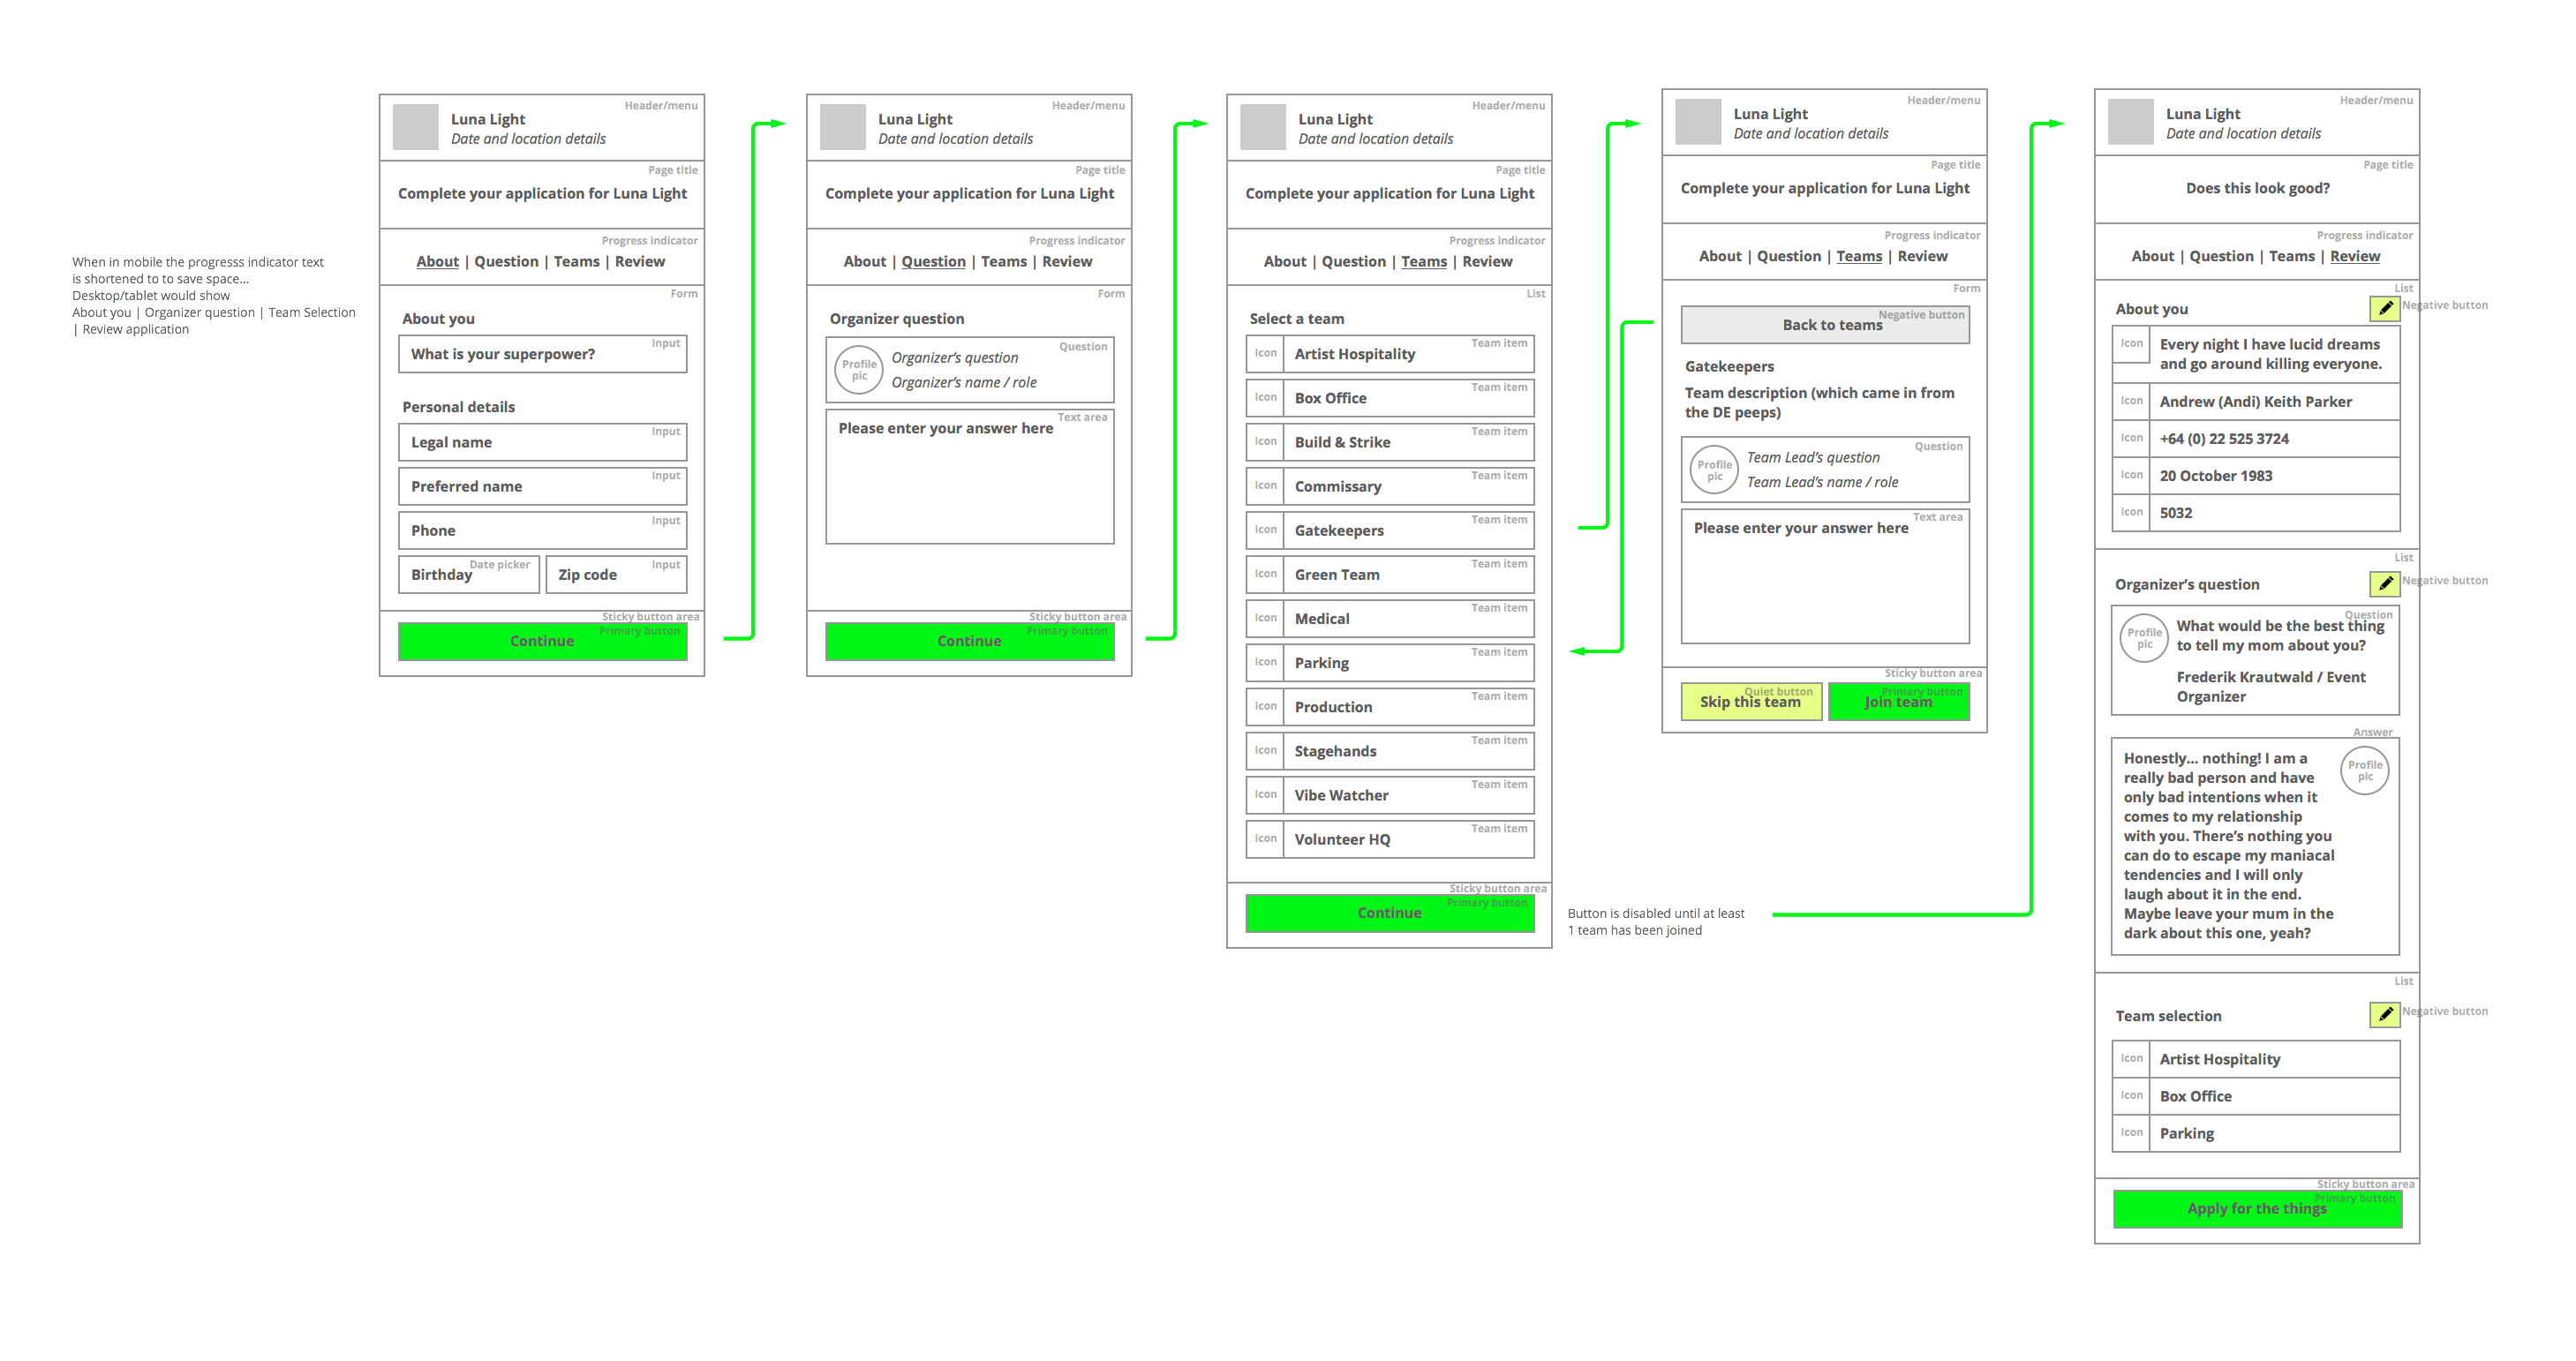 When in mobile the progresss indicator text
is shortened to to save space...
Desktop/tablet would show
About you | Organizer question | Team Selection
| Review application
Header/menu
Luna Light
Date and location details
Page title
Complete your application for Luna Light
Progress indicator
About | Question | Teams | Review
Form
About you
Input
What is your superpower?
Personal details
Input
Legal name
Input
Preferred name
Input
Phone
Date picker
Birthday
Input
Zip code
Sticky button area
Primary button
Continue
Header/menu
Luna Light
Date and location details
Page title
Complete your application for Luna Light
Progress indicator
About | Question | Teams | Review
Form
Organizer question
Question
Profile
pic
Organizer's question
Organizer's name / role
Text area
Please enter your answer here
Sticky button area
Primary button
Continue
Header/menu
Luna Light
Date and location details
Page title
Complete your application for Luna Light
Progress indicator
About | Question | Teams | Review
List
Select a team
Team item
Icon Artist Hospitality
Team item
Icon Box Office
Team item
Icon Build & Strike
Team item
Icon Commissary
Team item
Icon Gatekeepers
Team item
Icon Green Team
Team item
Icon Medical
Team item
Icon Parking
Team item
Icon Production
Team item
Icon Stagehands
Team item
Icon Vibe Watcher
Team item
Icon Volunteer HQ
Sticky button area
Primary button
Continue
Button is disabled until at least
1 team has been joined
Header/menu
Luna Light
Date and location details
Page title
Complete your application for Luna Light
Progress indicator
About | Question | Teams | Review
Form
Negative button
Back to teams
Gatekeepers
Team description (which came in from
the DE peeps)
Question
Profile
pic
Team Lead's question
Team Lead's name / role
Text area
Please enter your answer here
Sticky button area
Quiet button
Skip this team
Primary button
Join team
Header/menu
Luna Light
Date and location details
Page title
Does this look good?
Progress indicator
About | Question | Teams | Review
List
About you
Negative button
Icon
Every night I have lucid dreams
and go around killing everyone.
Icon Andrew (Andi) Keith Parker
Icon +64 (0) 22 525 3724
Icon 20 October 1983
Icon 5032
List
Organizer's question
Negative button
Question
Profile
pic
What would be the best thing
to tell my mom about you?
Frederik Krautwald / Event
Organizer
Answer
Profile
pic
Honestly... nothing! I am a
really bad person and have
only bad intentions when it
comes to my relationship
with you. There's nothing you
can do to escape my maniacal
tendencies and I will only
laugh about it in the end.
Maybe leave your mum in the
dark about this one, yeah?
List
Team selection
Negative button
Icon Artist Hospitality
Icon Box Office
Icon Parking
Sticky button area
Primary button
Apply for the things